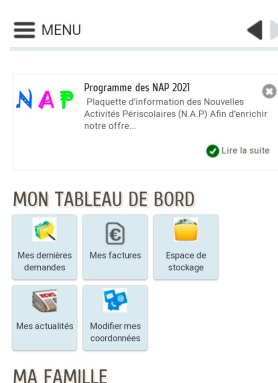 MENU
NAP
Programme des NAP 2021
Plaquette d'information des Nouvelles
Activités Périscolaires (N.A.P) Afin d'enrichir
notre offre...
Lire la suite
MON TABLEAU DE BORD
Mes dernières
demandes
Mes factures
Espace de
stockage
NEWS
Mes actualités
Modifier mes
coordonnées
MA FAMILLE